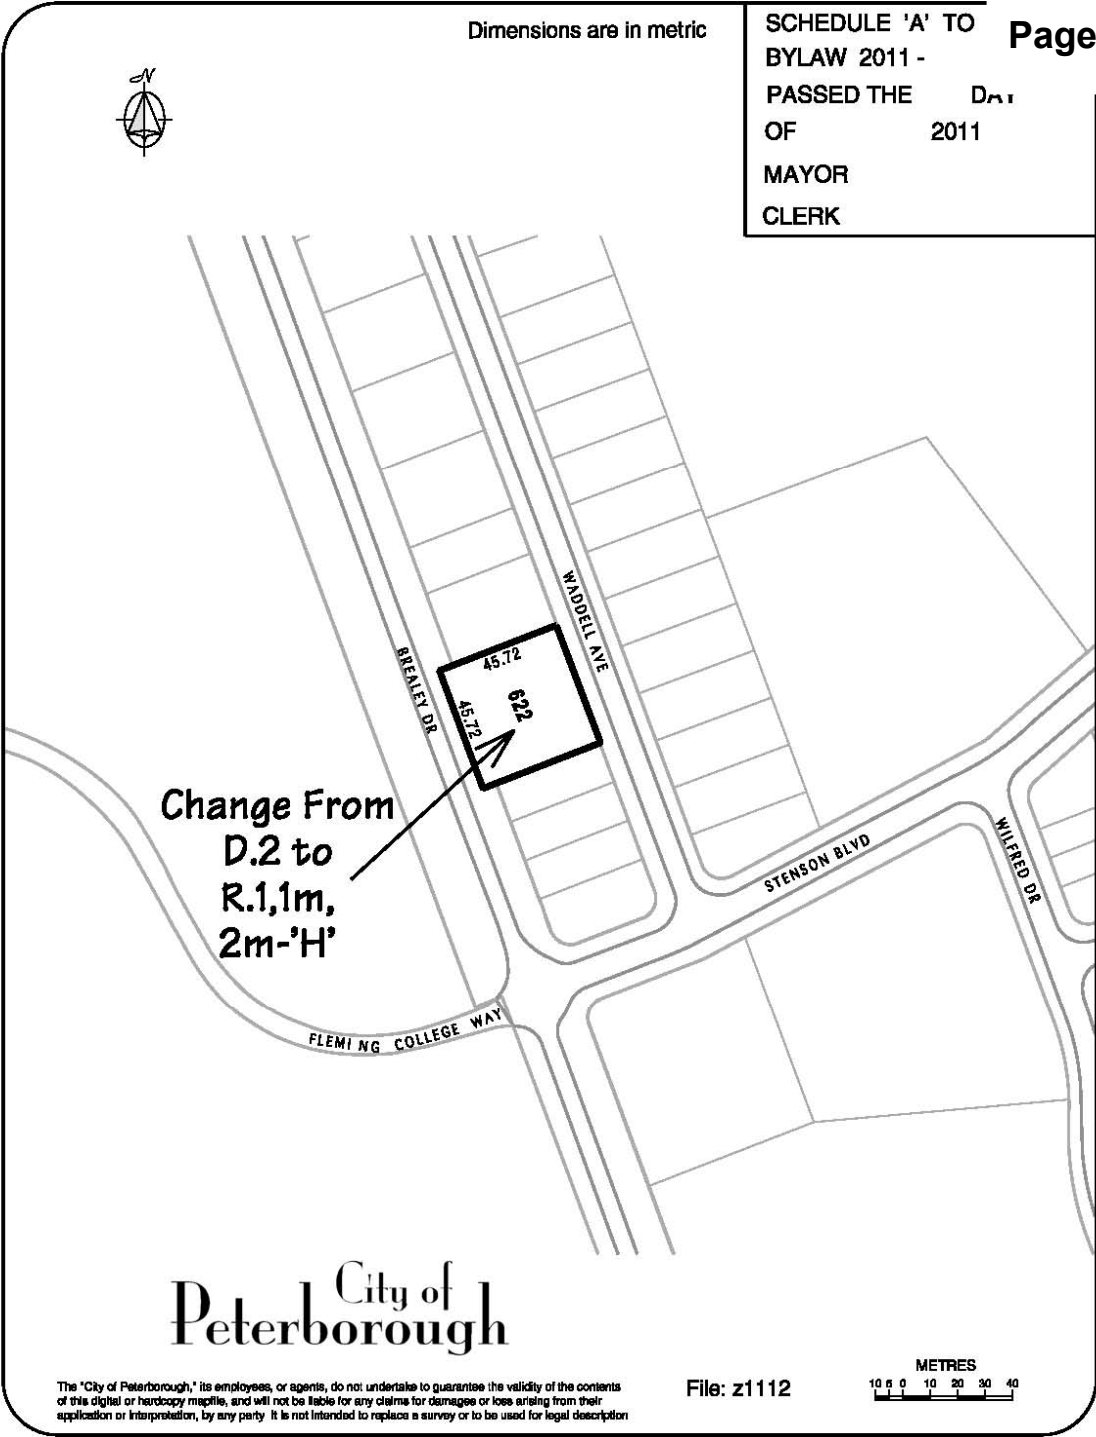 Dimensions are in metric
SCHEDULE 'A' TO
BYLAW 2011 -
PASSED THE DAY
OF 2011
MAYOR
CLERK
Page
N
WADDELL AVE
BREALEY DR
45.72
45.72
622
Change From
D.2 to
R.1,1m,
2m-'H'
STENSON BLVD
WILFRED DR
FLEMING COLLEGE WAY
City of
Peterborough
The "City of Peterborough," its employees, or agents, do not undertake to guarantee the validity of the contents
of this digital or hardcopy mapfile, and will not be liable for any claims for damages or loss arising from their
application or interpretation, by any party It is not intended to replace a survey or to be used for legal description
File: z1112
METRES
10 5 0 10 20 30 40